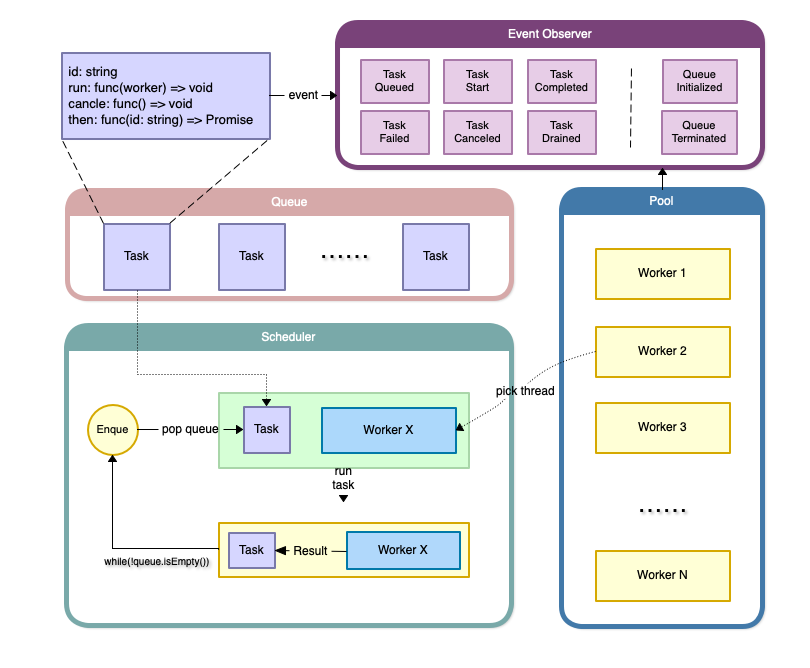 Event Observer
id: string
run: func(worker) => void
cancle: func() => void
then: func(id: string) => Promise
event
Task
Queued
Task
Start
Task
Completed
Queue
Initialized
Task
Failed
Task
Canceled
Task
Drained
Queue
Terminated
Queue
Task
Task
......
Task
Pool
Worker 1
Worker 2
Worker 3
......
Worker N
Scheduler
pick thread
Enque
pop queue
Task
Worker X
run
task
Task
Result
Worker X
while(!queue.isEmpty())